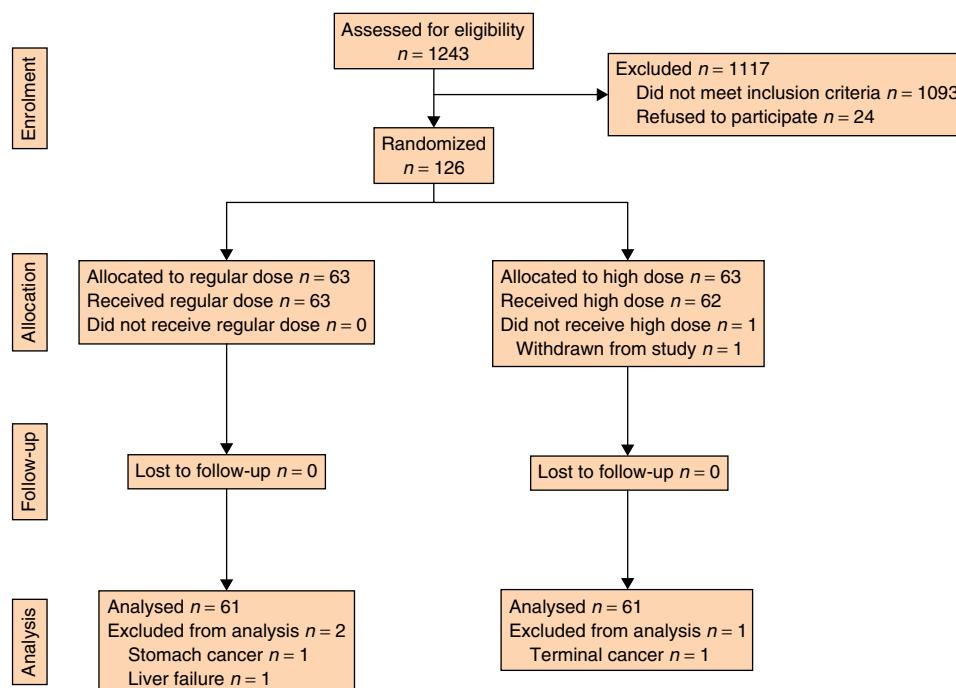 Enrolment
Assessed for eligibility
n = 1243
Excluded n = 1117
Did not meet inclusion criteria n = 1093
Refused to participate n = 24
Randomized
n = 126
Allocation
Allocated to regular dose n = 63
Received regular dose n = 63
Did not receive regular dose n = 0
Allocated to high dose n = 63
Received high dose n = 62
Did not receive high dose n = 1
Withdrawn from study n = 1
Follow-up
Lost to follow-up n = 0
Lost to follow-up n = 0
Analysis
Analysed n = 61
Excluded from analysis n = 2
Stomach cancer n = 1
Liver failure n = 1
Analysed n = 61
Excluded from analysis n = 1
Terminal cancer n = 1